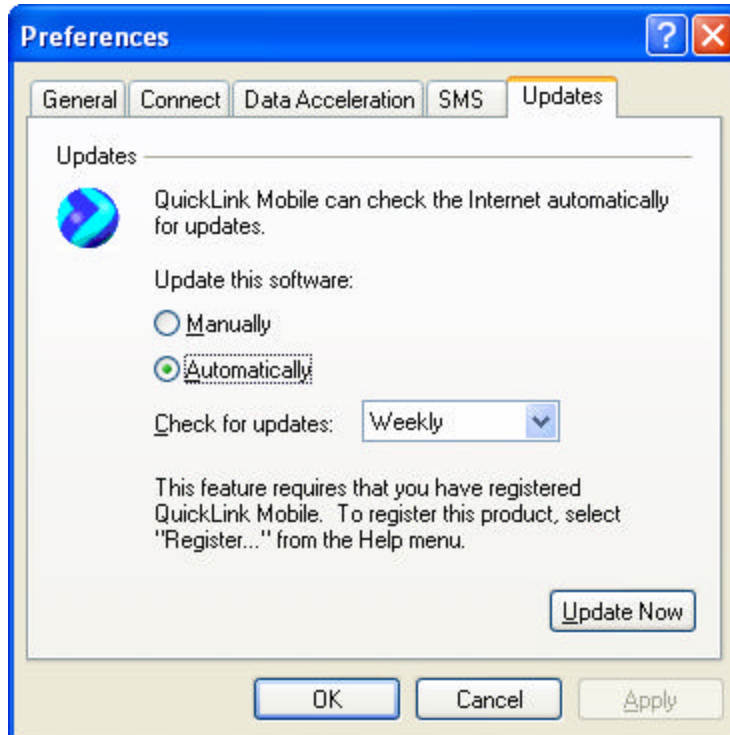 Preferences
General Connect Data Acceleration SMS Updates
Updates
QuickLink Mobile can check the Internet automatically
for updates.
Update this software:
Manually
Automatically
Check for updates: Weekly
This feature requires that you have registered
QuickLink Mobile. To register this product, select
"Register..." from the Help menu.
Update Now
OK Cancel Apply